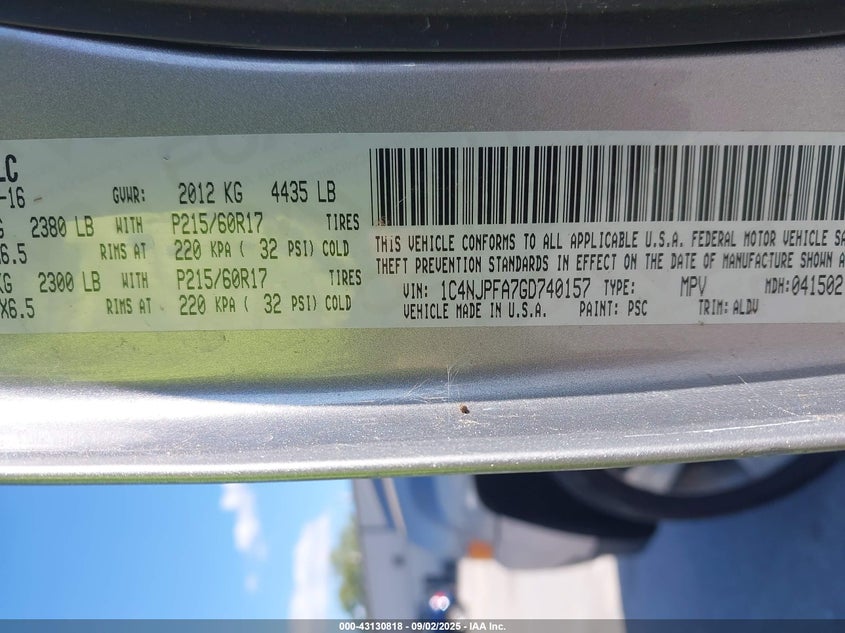 LC
-16 GVWR: 2012 KG 4435 LB
G 2380 LB WITH P215/60R17 TIRES
X6.5 RIMS AT 220 KPA ( 32 PSI) COLD
KG 2300 LB WITH P215/60R17 TIRES
X6.5 RIMS AT 220 KPA ( 32 PSI) COLD
THIS VEHICLE CONFORMS TO ALL APPLICABLE U.S.A. FEDERAL MOTOR VEHICLE SA
THEFT PREVENTION STANDARDS IN EFFECT ON THE DATE OF MANUFACTURE SHOWN A
VIN: 1C4NJPFA7GD740157 TYPE: MPV MDH:041502
VEHICLE MADE IN U.S.A. PAINT: PSC TRIM: ALDV
000-43130818 - 09/02/2025 - IAA Inc.